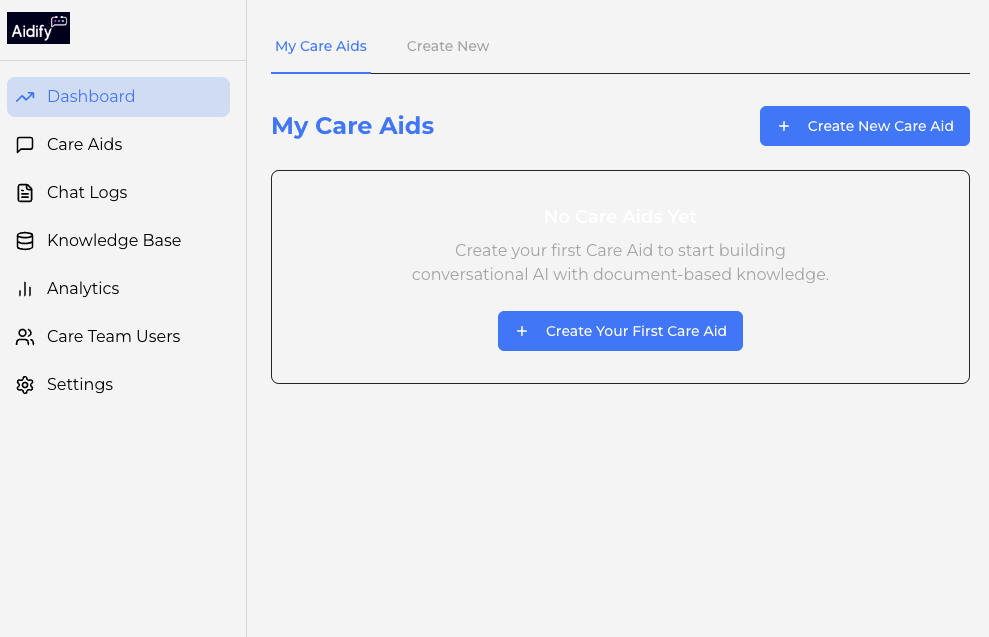 Aidify
Dashboard
Care Aids
Chat Logs
Knowledge Base
Analytics
Care Team Users
Settings
My Care Aids
Create New
My Care Aids
Create New Care Aid
No Care Aids Yet
Create your first Care Aid to start building
conversational AI with document-based knowledge.
Create Your First Care Aid